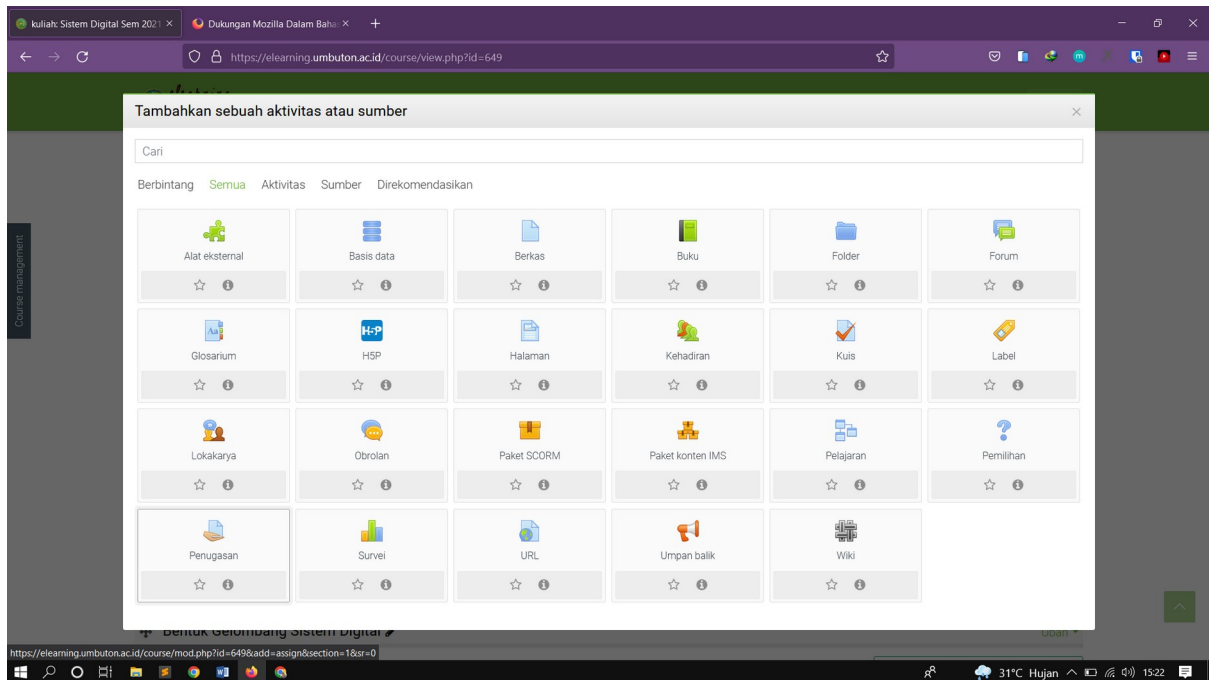 kuliah: Sistem Digital Sem 2021
Dukungan Mozilla Dalam Baha
https://elearning.umbuton.ac.id/course/view.php?id=649
Tambahkan sebuah aktivitas atau sumber
Cari
Berbintang Semua Aktivitas Sumber Direkomendasikan
Alat eksternal Basis data Berkas Buku Folder Forum
Course management
Aa
H5P
Glosarium H5P Halaman Kehadiran Kuis Label
Lokakarya Obrolan Paket SCORM Paket konten IMS Pelajaran Pemilihan
Penugasan Survei URL Umpan balik Wiki
Bentuk Gelombang Sistem Digital
Ubah
https://elearning.umbuton.ac.id/course/mod.php?id=649&add=assign&section=1&sr=0
31°C Hujan 15:22